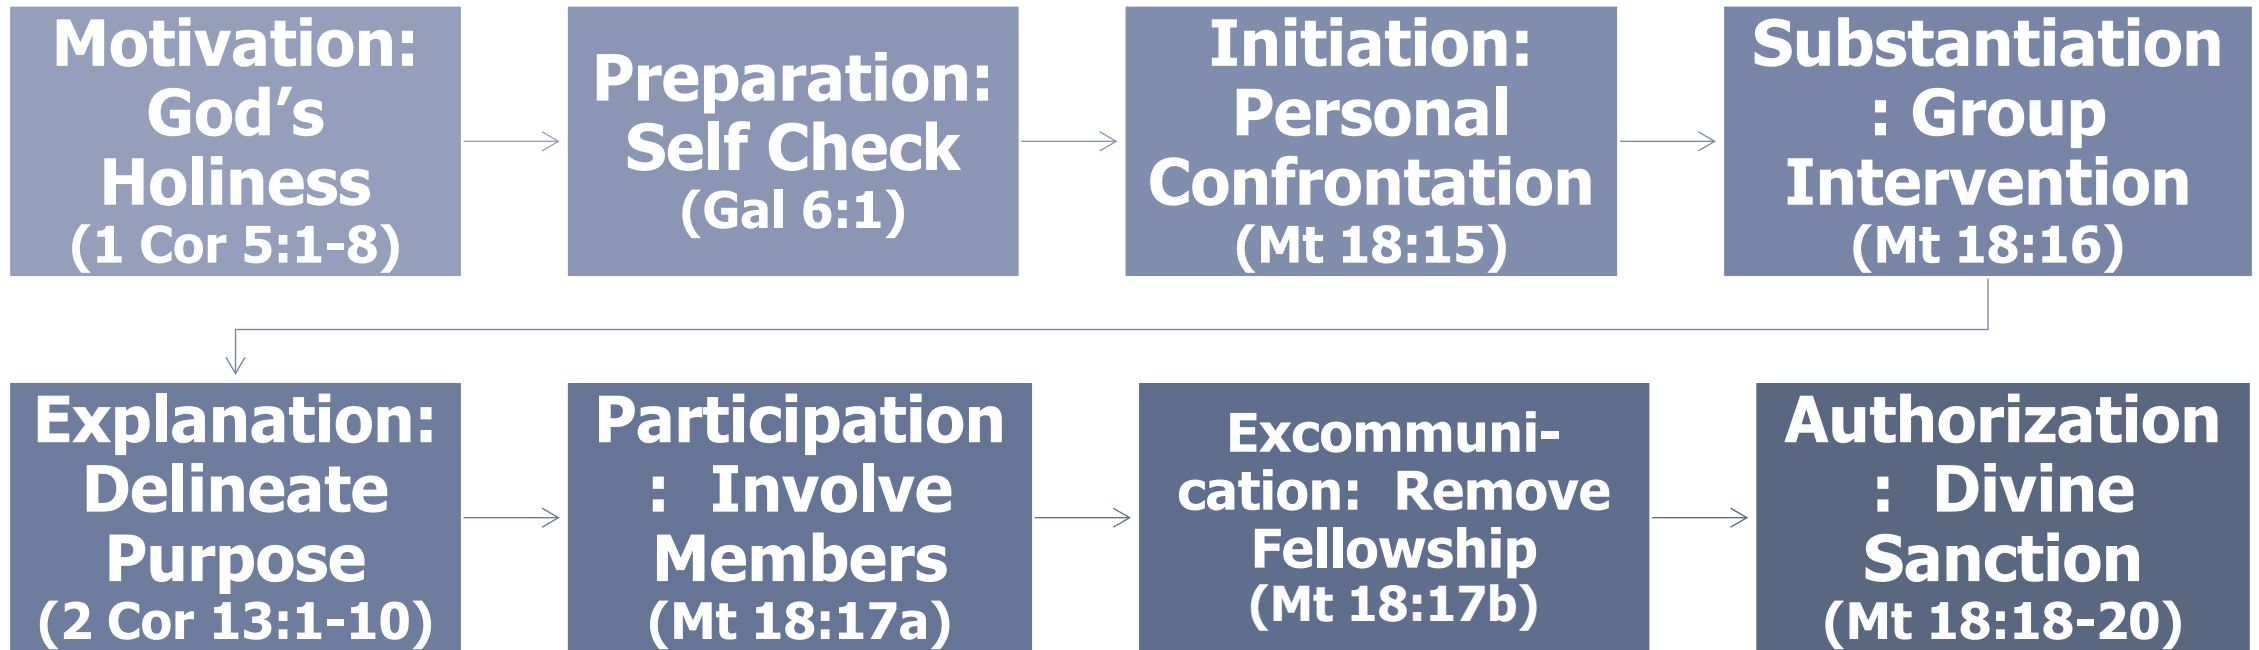 Motivation:
God’s
Holiness
(1 Cor 5:1-8)
Preparation:
Self Check
(Gal 6:1)
Initiation:
Personal
Confrontation
(Mt 18:15)
Substantiation
: Group
Intervention
(Mt 18:16)
Explanation:
Delineate
Purpose
(2 Cor 13:1-10)
Participation
:  Involve
Members
(Mt 18:17a)
Excommuni-
cation:  Remove
Fellowship
(Mt 18:17b)
Authorization
:  Divine
Sanction
(Mt 18:18-20)